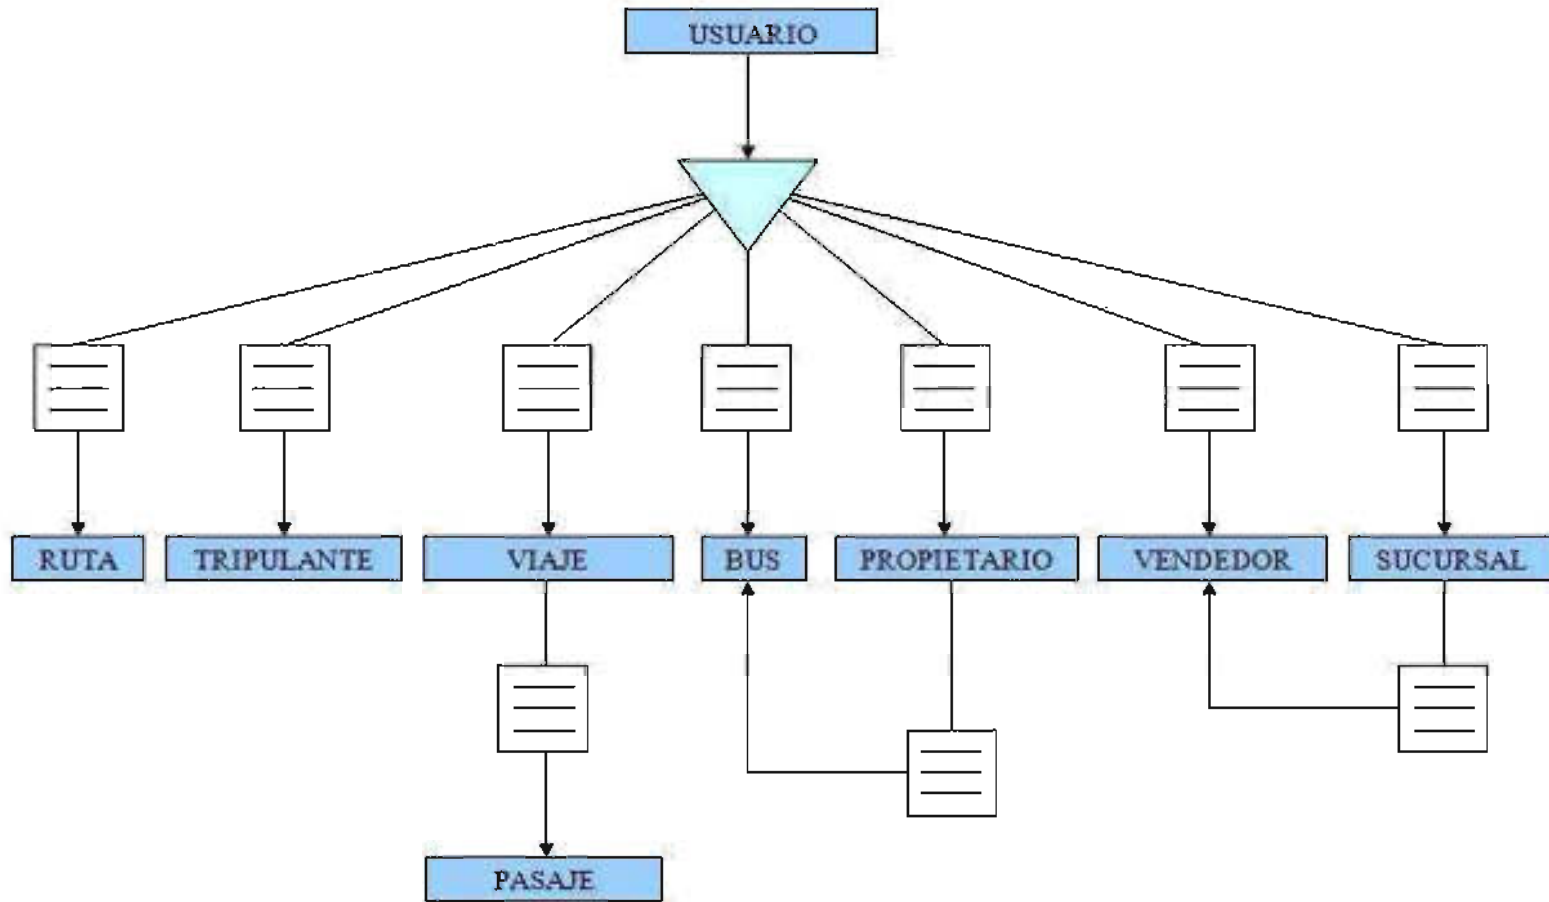 USUARIO
RUTA
TRIPULANTE
VIAJE
BUS
PROPIETARIO
VENDEDOR
SUCURSAL
PASAJE